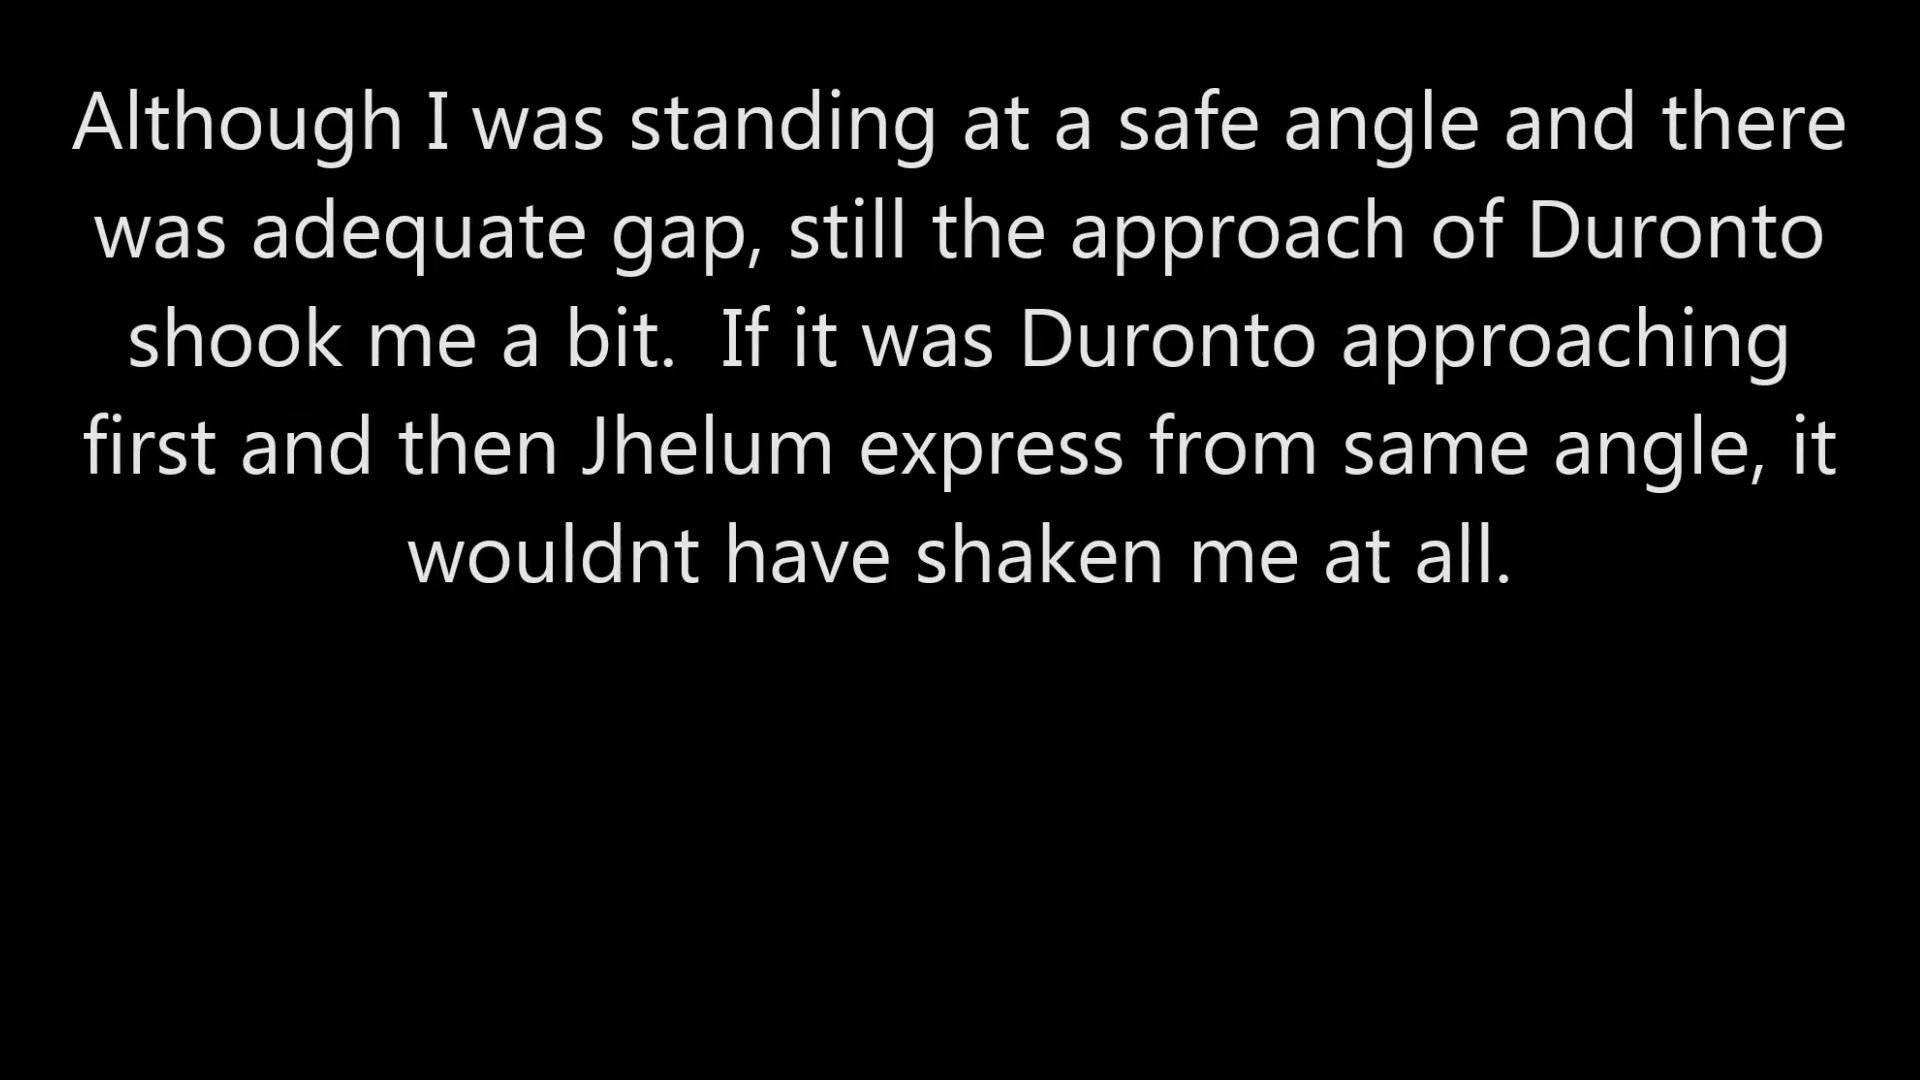 Although I was standing at a safe angle and there
was adequate gap, still the approach of Duronto
shook me a bit.  If it was Duronto approaching
first and then Jhelum express from same angle, it
wouldnt have shaken me at all.